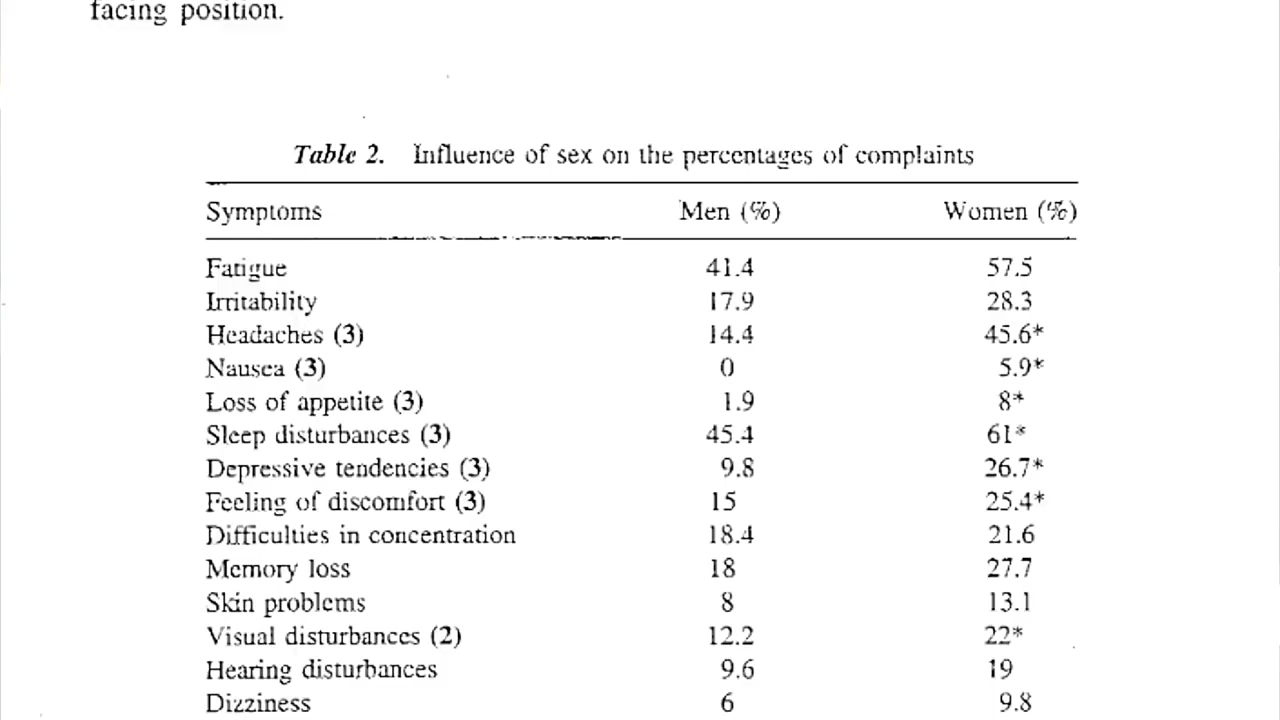 facing position.
Table 2. Influence of sex on the percentages of complaints
Symptoms Men (%) Women (%)
Fatigue 41.4 57.5
Irritability 17.9 28.3
Headaches (3) 14.4 45.6*
Nausea (3) 0 5.9*
Loss of appetite (3) 1.9 8*
Sleep disturbances (3) 45.4 61*
Depressive tendencies (3) 9.8 26.7*
Feeling of discomfort (3) 15 25.4*
Difficulties in concentration 18.4 21.6
Memory loss 18 27.7
Skin problems 8 13.1
Visual disturbances (2) 12.2 22*
Hearing disturbances 9.6 19
Dizziness 6 9.8